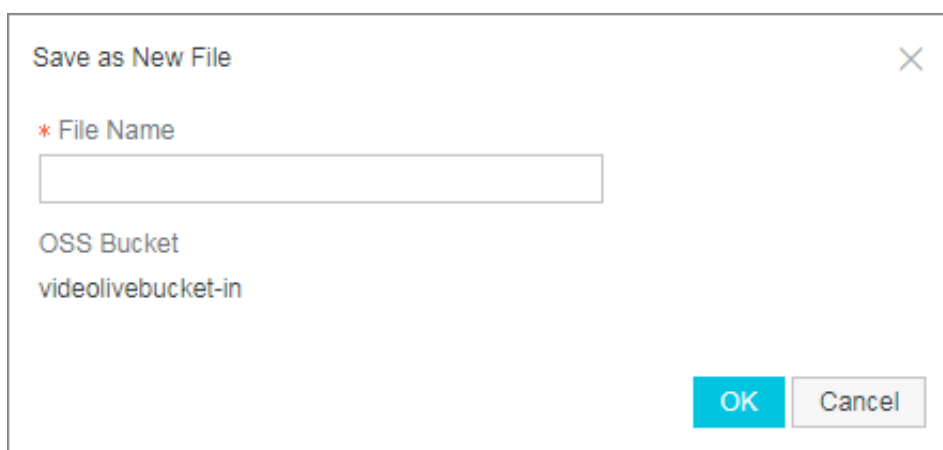 Save as New File
* File Name
OSS Bucket
videolivebucket-in
OK Cancel